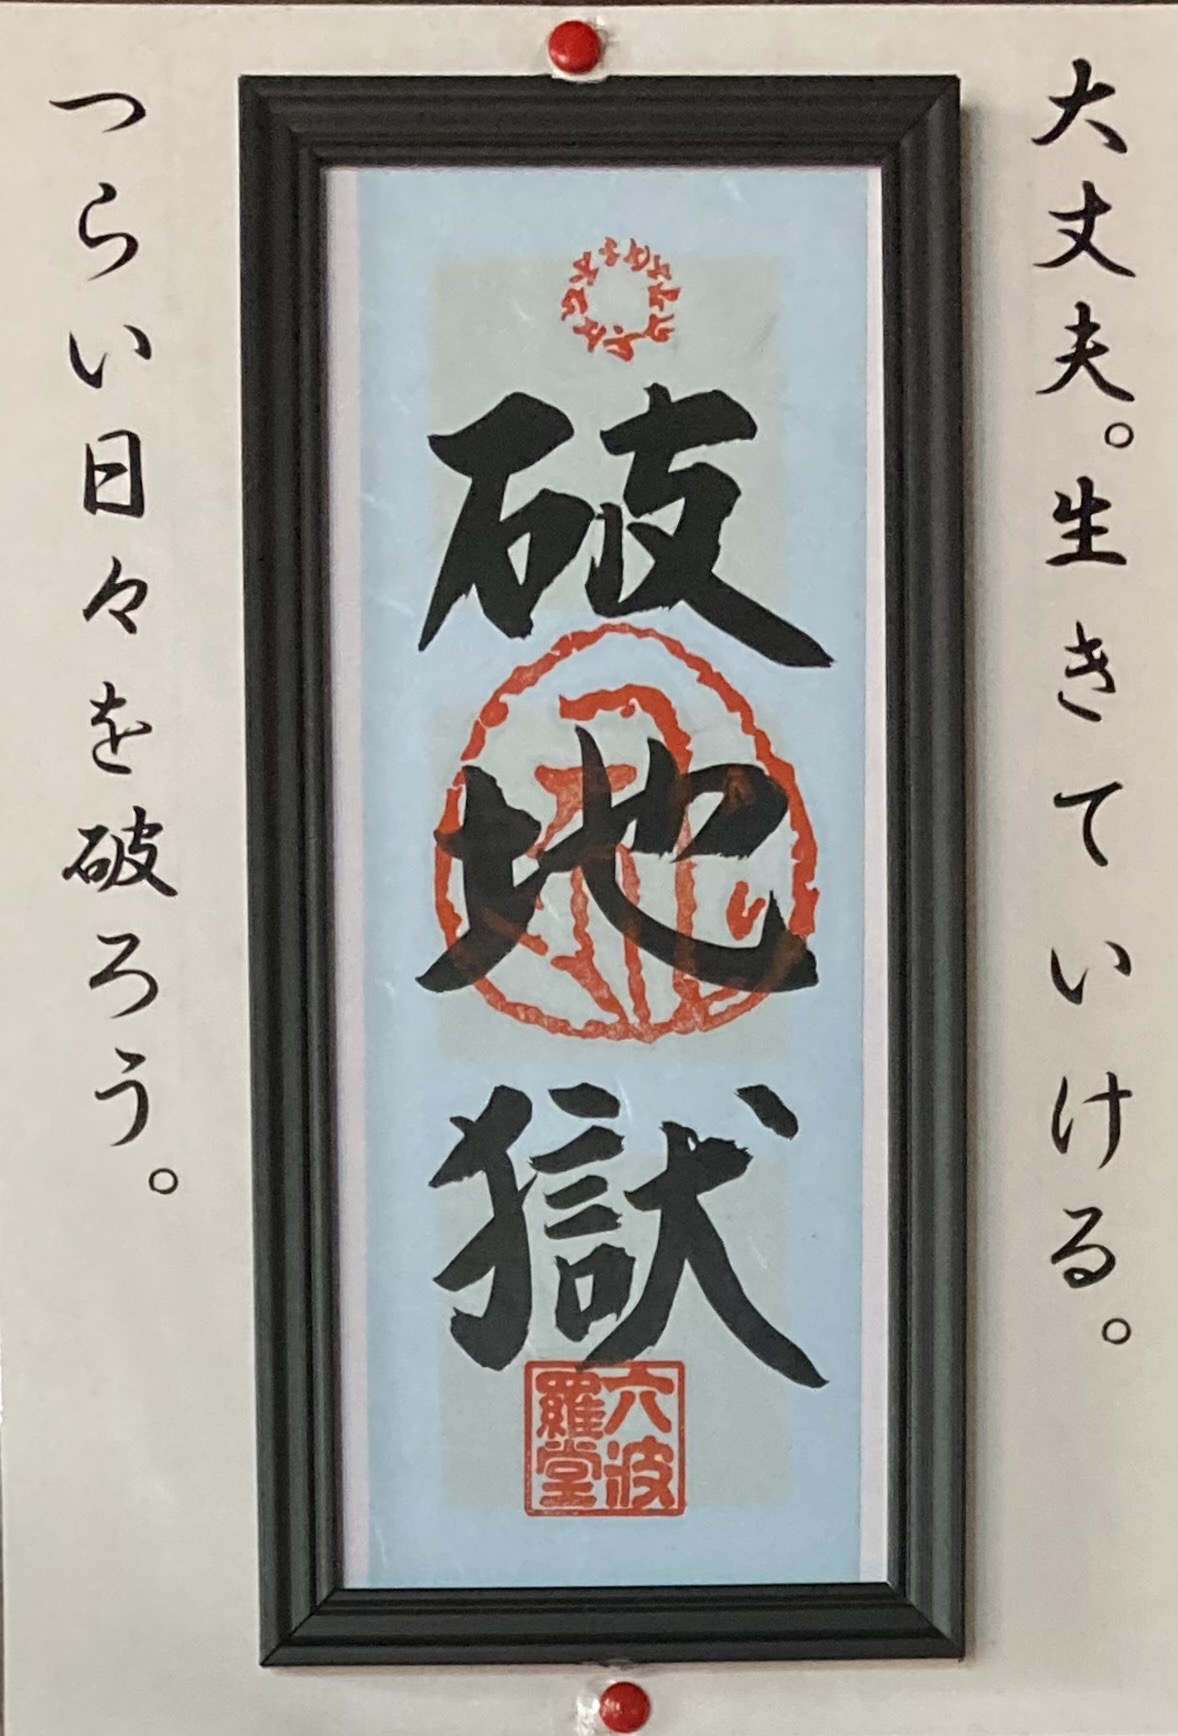 大丈夫。生きていける。
破地獄
六波
羅堂
つらい日々を破ろう。